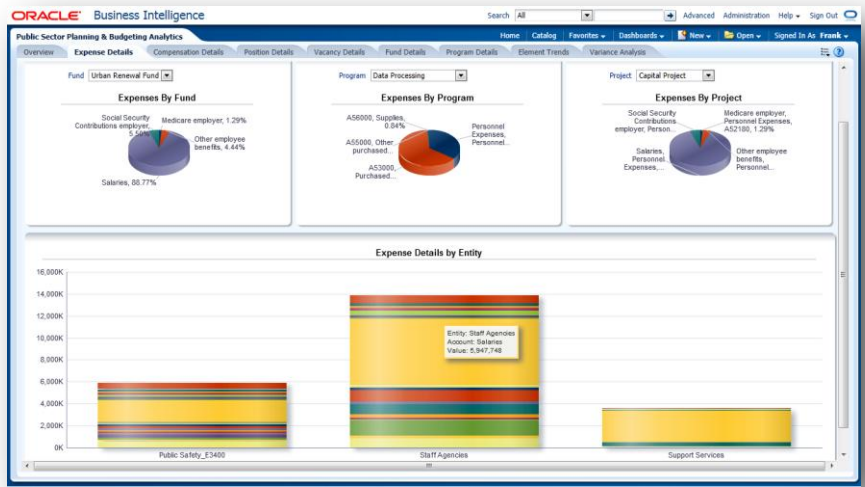 ORACLE Business Intelligence
Search All Advanced Administration Help Sign Out
Public Sector Planning & Budgeting Analytics
Home Catalog Favorites Dashboards New Open Signed In As Frank
Overview Expense Details Compensation Details Position Details Vacancy Details Fund Details Program Details Element Trends Variance Analysis
Fund Urban Renewal Fund
Expenses By Fund
Social Security
Contributions employer,
5.50%
Medicare employer, 1.29%
Other employee
benefits, 4.44%
Salaries, 88.77%
Program Data Processing
Expenses By Program
AS6000, Supplies,
0.84%
AS5000, Other
purchased...
AS3000,
Purchased...
Personnel
Expenses,
Personnel...
Project Capital Project
Expenses By Project
Social Security
Contributions
employer, Person...
Salaries,
Personnel
Expenses,...
Medicare employer,
Personnel Expenses,
AS2180, 1.29%
Other employee
benefits,
Personnel...
Expense Details by Entity
16,000K
14,000K
12,000K
10,000K
8,000K
6,000K
4,000K
2,000K
0K
Entity: Staff Agencies
Account: Salaries
Value: 5,947,748
Public Safety_E3400 Staff Agencies Support Services